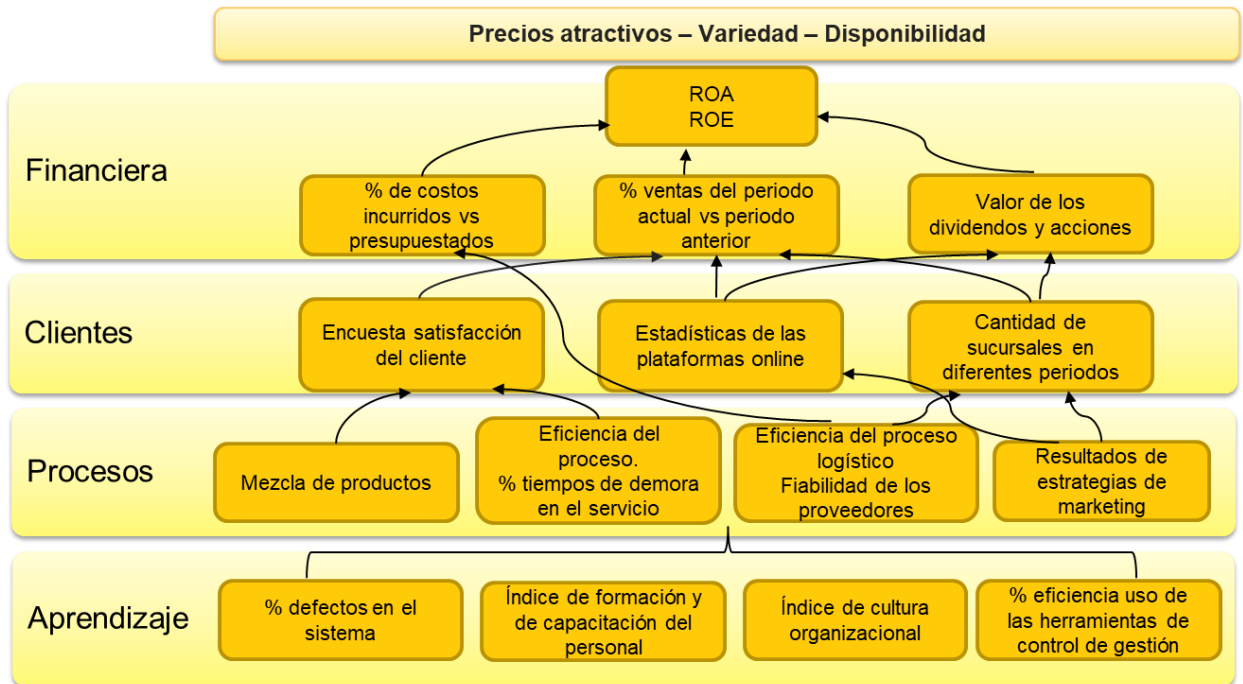 Precios atractivos – Variedad – Disponibilidad
Financiera
ROA
ROE
% de costos
incurridos vs
presupuestados
% ventas del periodo
actual vs periodo
anterior
Valor de los
dividendos y acciones
Clientes
Encuesta satisfacción
del cliente
Estadísticas de las
plataformas online
Cantidad de
sucursales en
diferentes periodos
Procesos
Mezcla de productos
Eficiencia del
proceso.
% tiempos de demora
en el servicio
Eficiencia del proceso
logístico
Fiabilidad de los
proveedores
Resultados de
estrategias de
marketing
Aprendizaje
% defectos en el
sistema
Índice de formación y
de capacitación del
personal
Índice de cultura
organizacional
% eficiencia uso de
las herramientas de
control de gestión